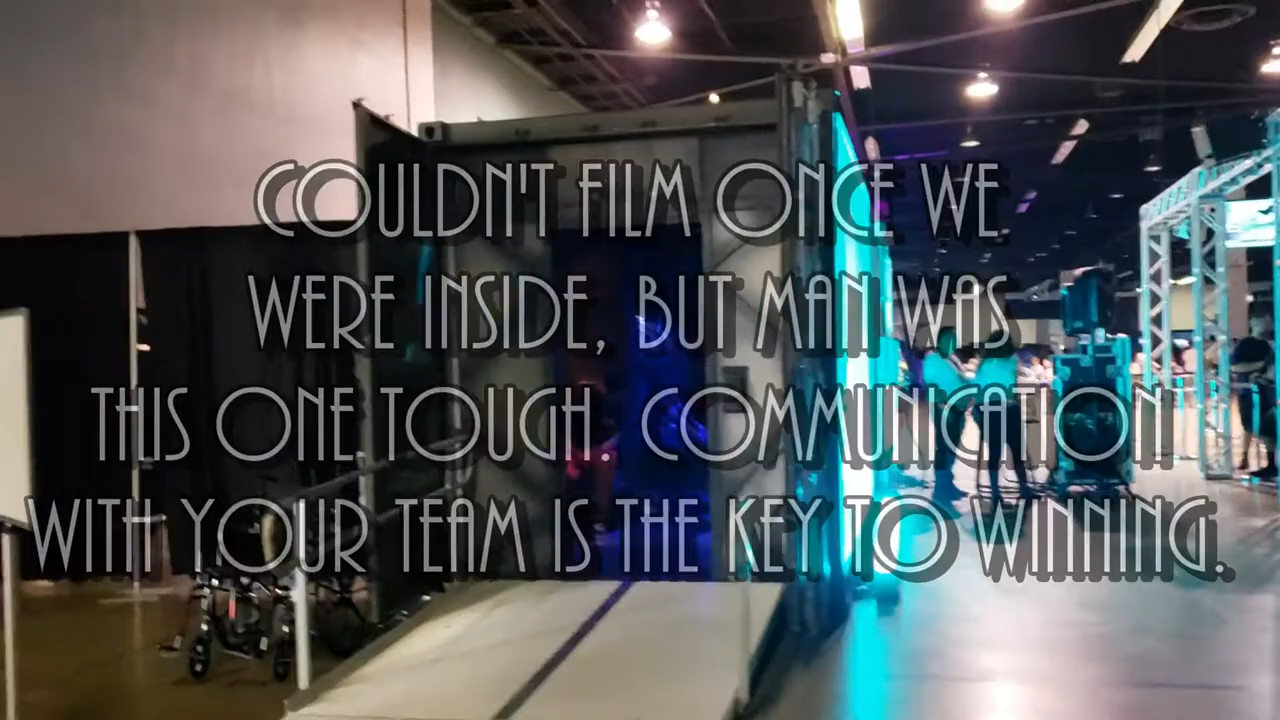 COULDN'T FILM ONCE WE
WERE INSIDE, BUT MAN WAS
THIS ONE TOUGH. COMMUNICATION
WITH YOUR TEAM IS THE KEY TO WINNING.